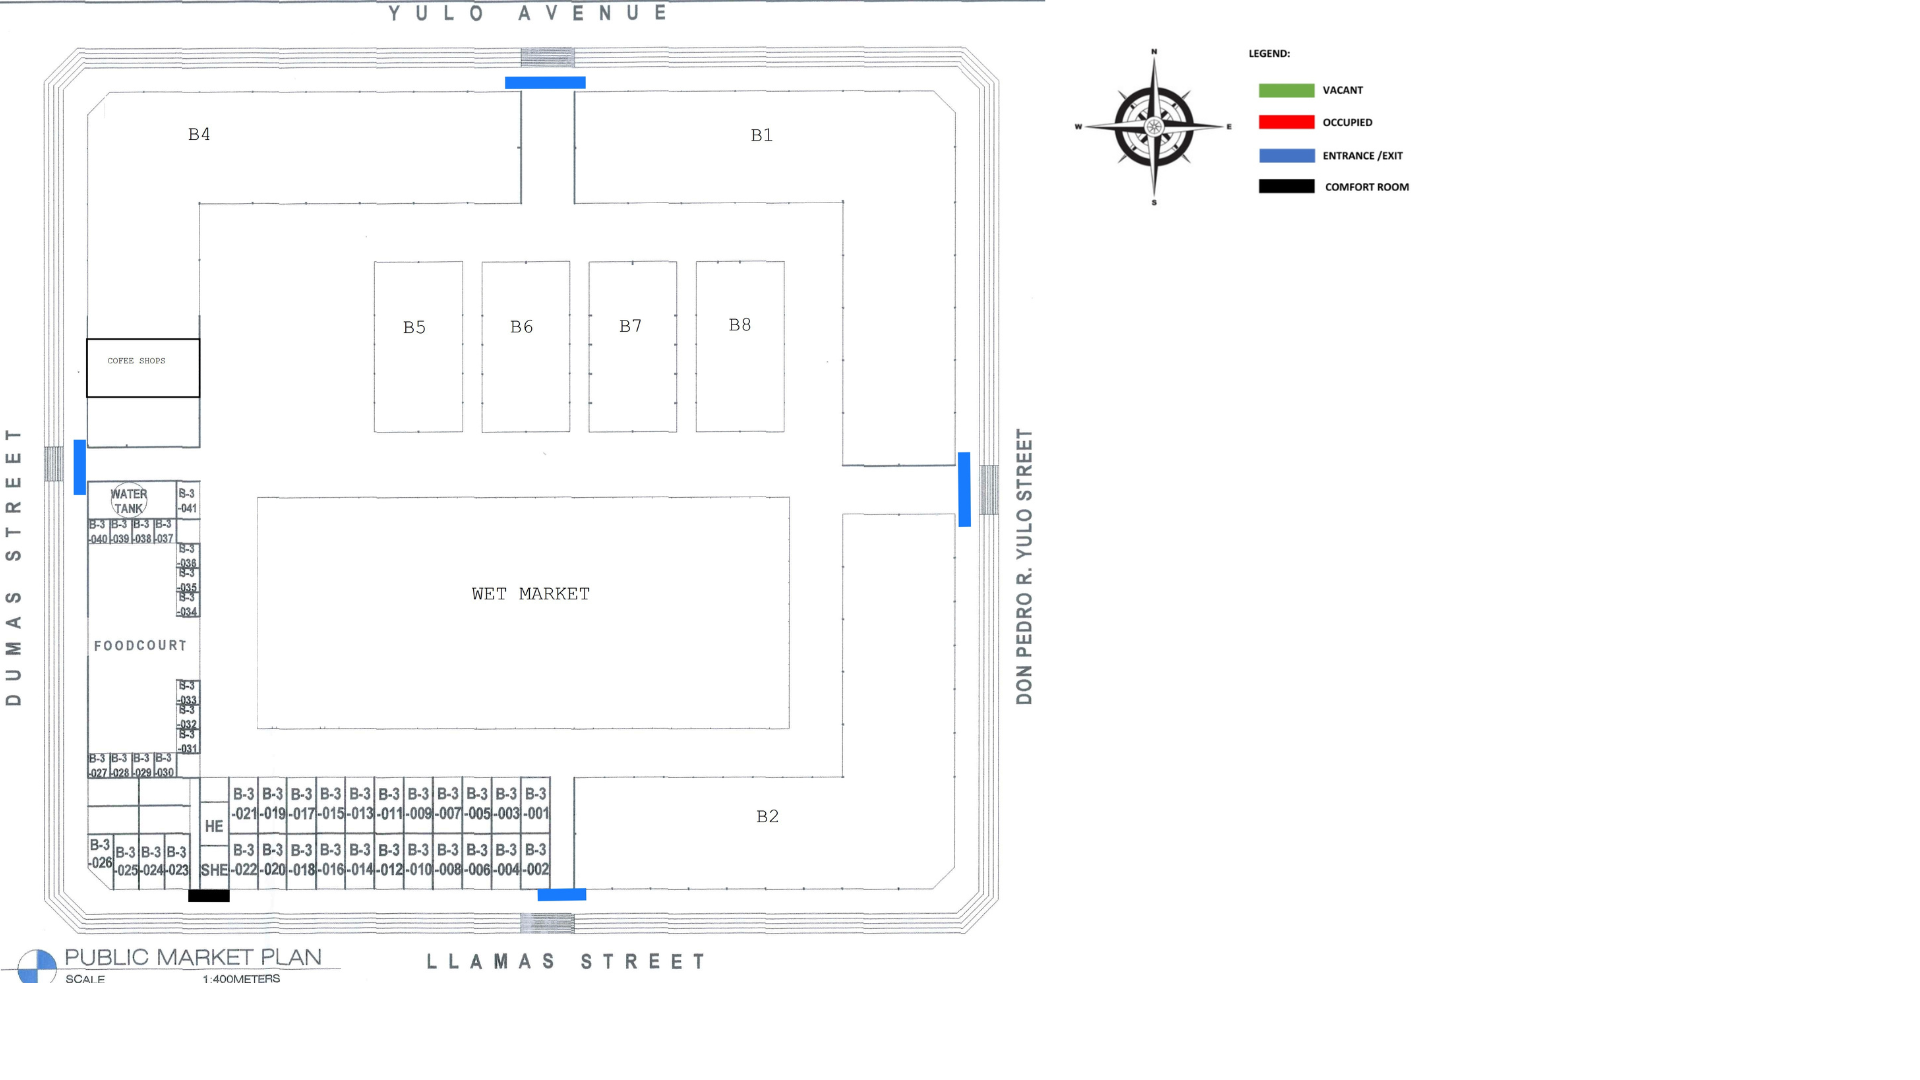 YULO AVENUE
N
W
E
S
LEGEND:
VACANT
OCCUPIED
ENTRANCE /EXIT
COMFORT ROOM
B4
B1
B5
B6
B7
B8
COFEE SHOPS
DUMAS STREET
DON PEDRO R. YULO STREET
WATER
TANK
B-3
-041
B-3 B-3 B-3 B-3
-040 -039 -038 -037
B-3
-036
B-3
-035
B-3
-034
WET MARKET
FOODCOURT
B-3
-033
B-3
-032
B-3
-031
B-3 B-3 B-3 B-3
-027 -028 -029 -030
B-3 B-3 B-3 B-3 B-3 B-3 B-3 B-3 B-3 B-3 B-3
-021 -019 -017 -015 -013 -011 -009 -007 -005 -003 -001
HE
B2
B-3 B-3 B-3 B-3
-026 -025 -024 -023
SHE
B-3 B-3 B-3 B-3 B-3 B-3 B-3 B-3 B-3 B-3 B-3
-022 -020 -018 -016 -014 -012 -010 -008 -006 -004 -002
PUBLIC MARKET PLAN
SCALE 1:400METERS
LLAMAS STREET